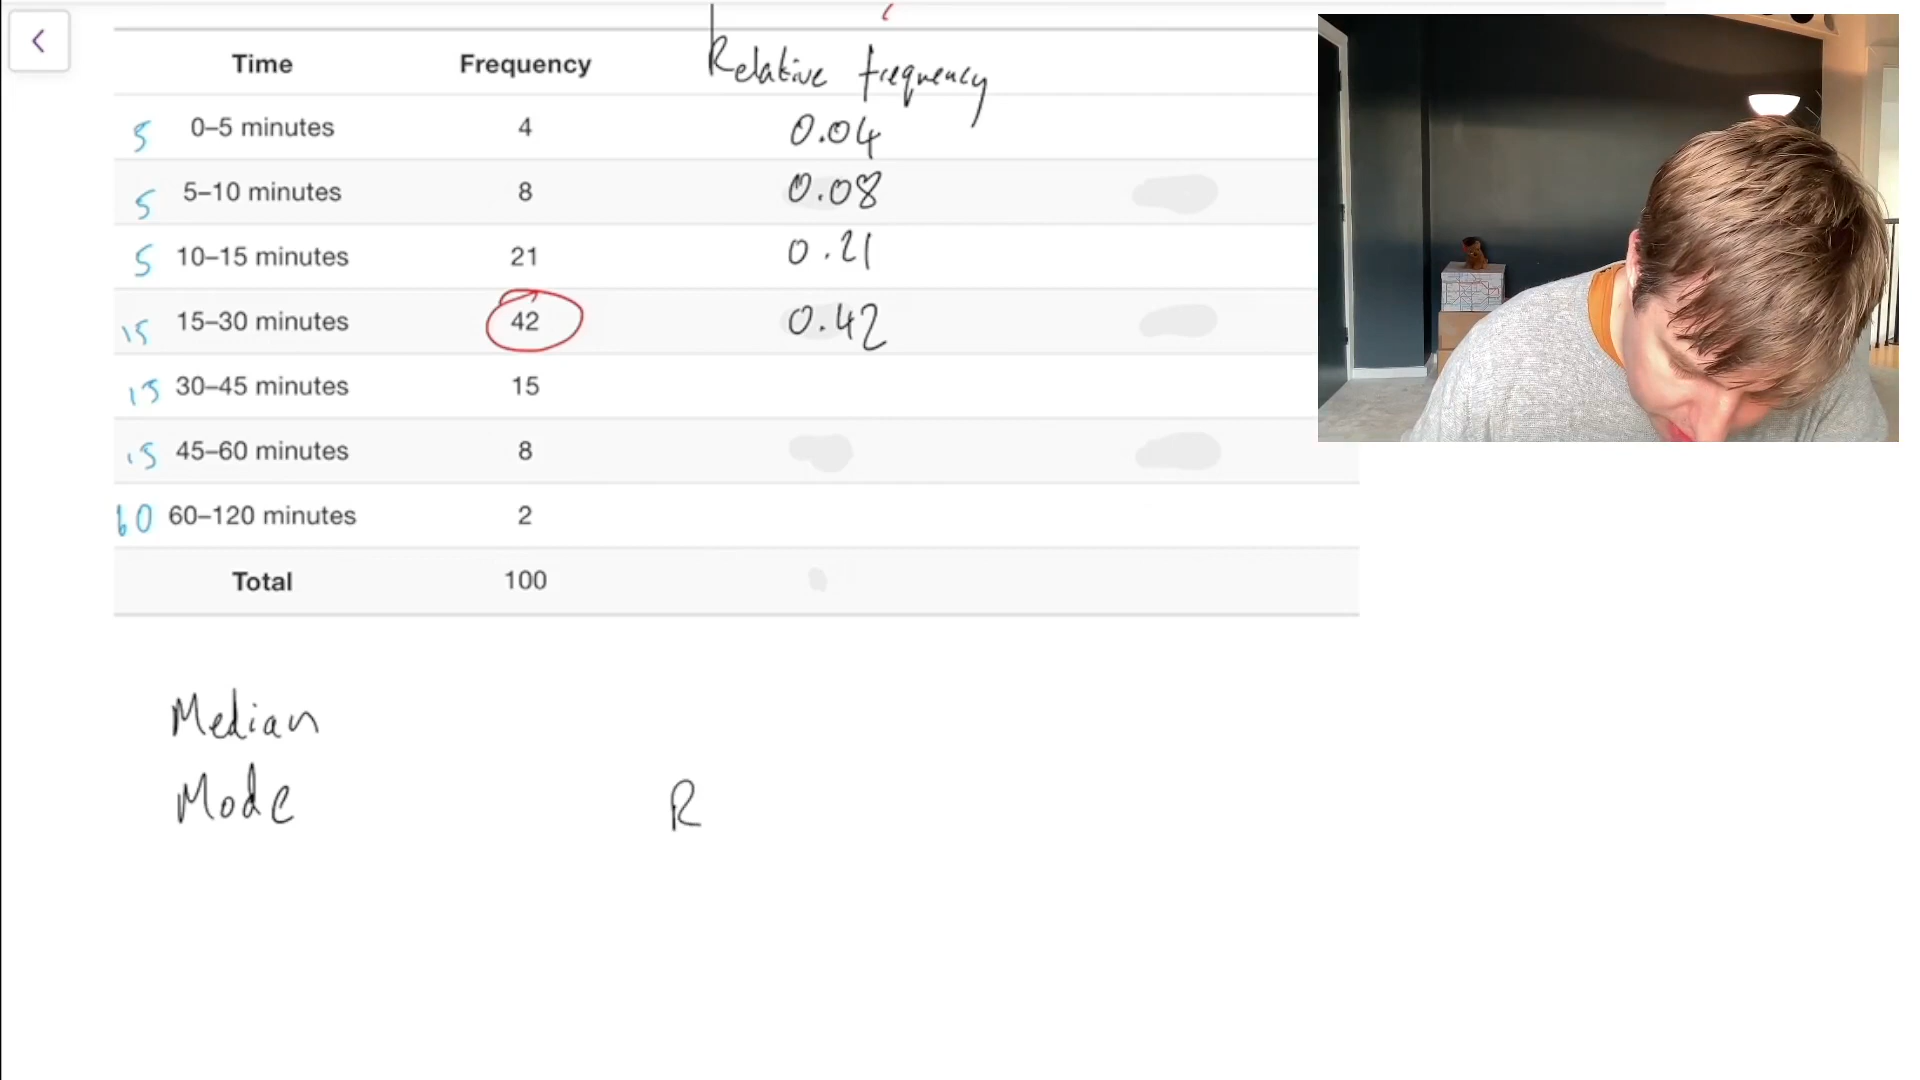 Time Frequency Relative frequency
5 0–5 minutes 4 0.04
5 5–10 minutes 8 0.08
5 10–15 minutes 21 0.21
15 15–30 minutes 42 0.42
15 30–45 minutes 15
15 45–60 minutes 8
60 60–120 minutes 2
Total 100
Median
Mode R